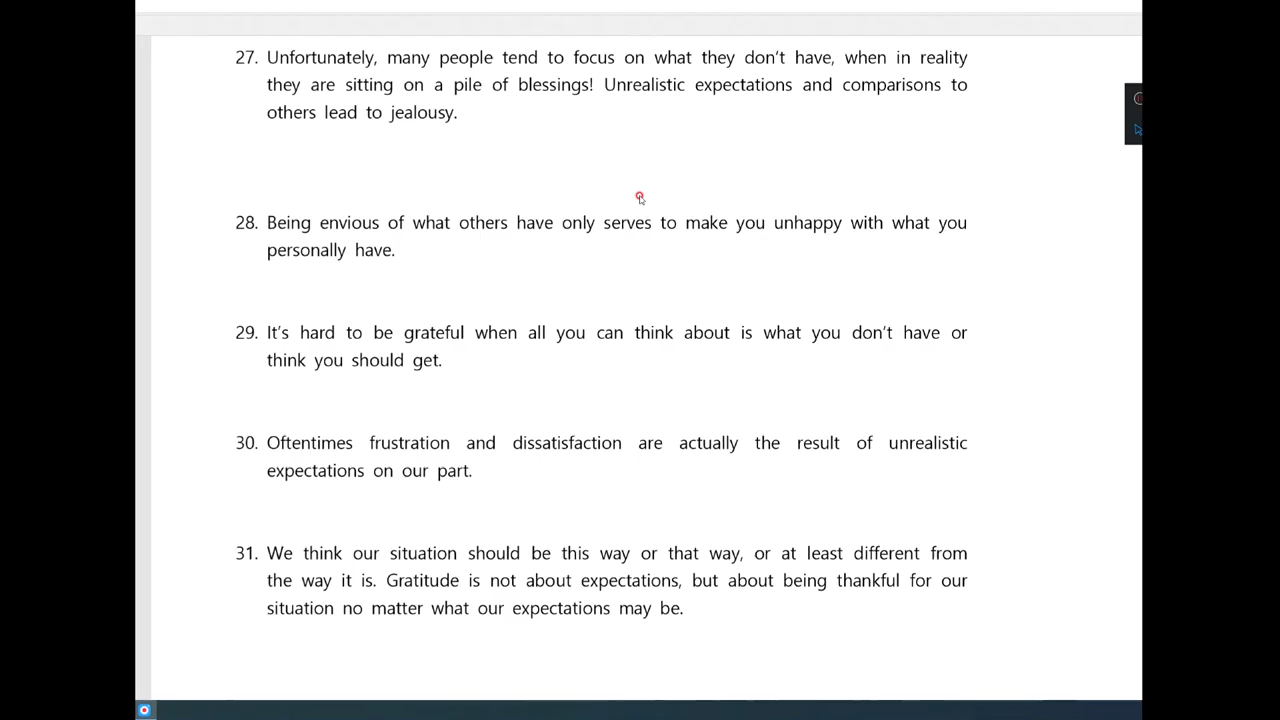 27. Unfortunately, many people tend to focus on what they don't have, when in reality
they are sitting on a pile of blessings! Unrealistic expectations and comparisons to
others lead to jealousy.
28. Being envious of what others have only serves to make you unhappy with what you
personally have.
29. It's hard to be grateful when all you can think about is what you don't have or
think you should get.
30. Oftentimes frustration and dissatisfaction are actually the result of unrealistic
expectations on our part.
31. We think our situation should be this way or that way, or at least different from
the way it is. Gratitude is not about expectations, but about being thankful for our
situation no matter what our expectations may be.